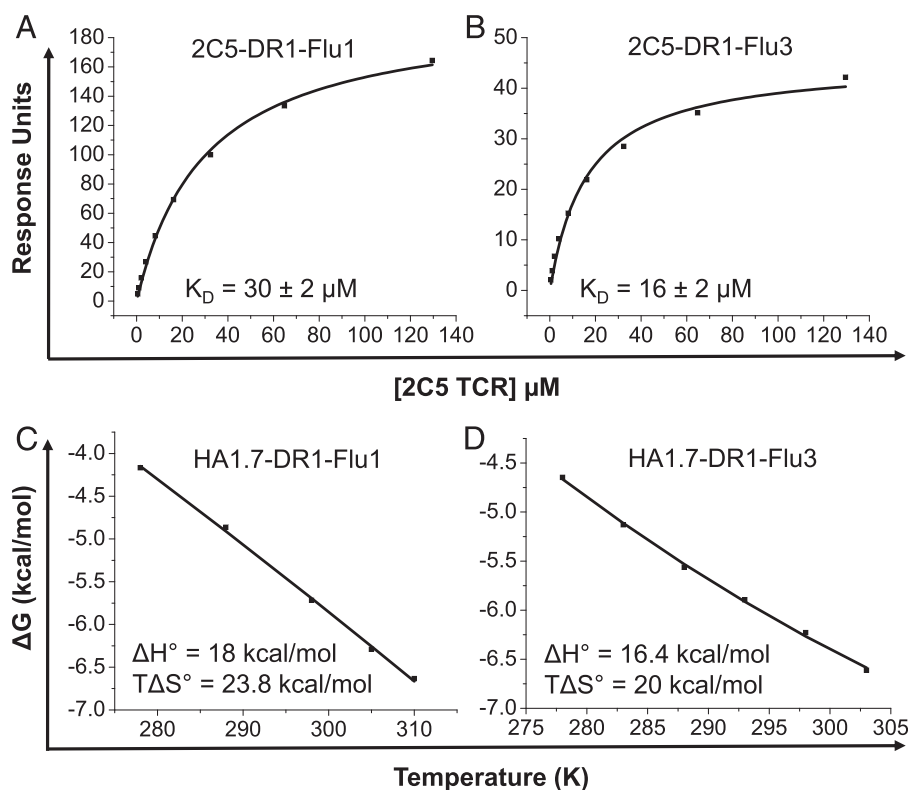 A
2C5-DR1-Flu1
180
160
140
120
100
80
60
40
20
0
K_D = 30 ± 2 µM
0 20 40 60 80 100 120 140
B
2C5-DR1-Flu3
50
40
30
20
10
0
K_D = 16 ± 2 µM
0 20 40 60 80 100 120 140
Response Units
[2C5 TCR] µM
C
HA1.7-DR1-Flu1
-4.0
-4.5
-5.0
-5.5
-6.0
-6.5
-7.0
ΔH° = 18 kcal/mol
TΔS° = 23.8 kcal/mol
280 290 300 310
D
HA1.7-DR1-Flu3
-4.5
-5.0
-5.5
-6.0
-6.5
-7.0
ΔH° = 16.4 kcal/mol
TΔS° = 20 kcal/mol
275 280 285 290 295 300 305
ΔG (kcal/mol)
Temperature (K)